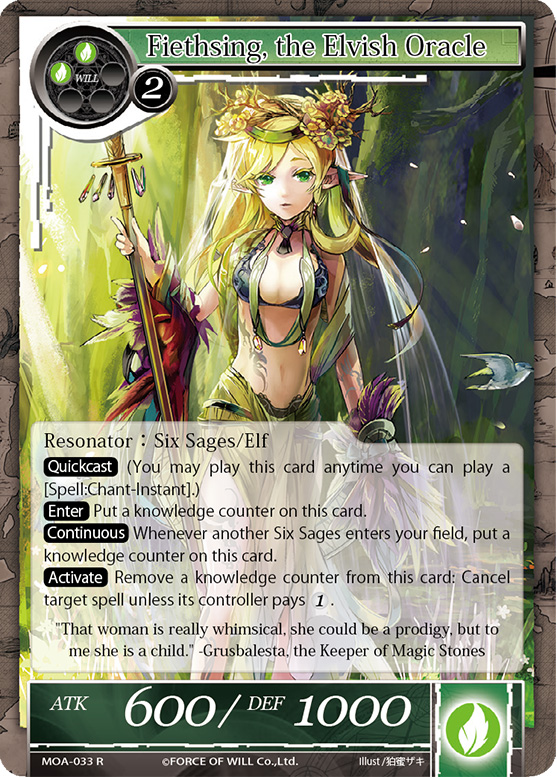 Fiethsing, the Elvish Oracle
WILL
2
Resonator : Six Sages/Elf
Quickcast (You may play this card anytime you can play a
[Spell:Chant-Instant].)
Enter Put a knowledge counter on this card.
Continuous Whenever another Six Sages enters your field, put a
knowledge counter on this card.
Activate Remove a knowledge counter from this card: Cancel
target spell unless its controller pays 1 .
"That woman is really whimsical, she could be a prodigy, but to
me she is a child." -Grusbalesta, the Keeper of Magic Stones
ATK 600/ DEF 1000
MOA-033 R ©FORCE OF WILL Co.,Ltd. Illust /狛蜜ザキ